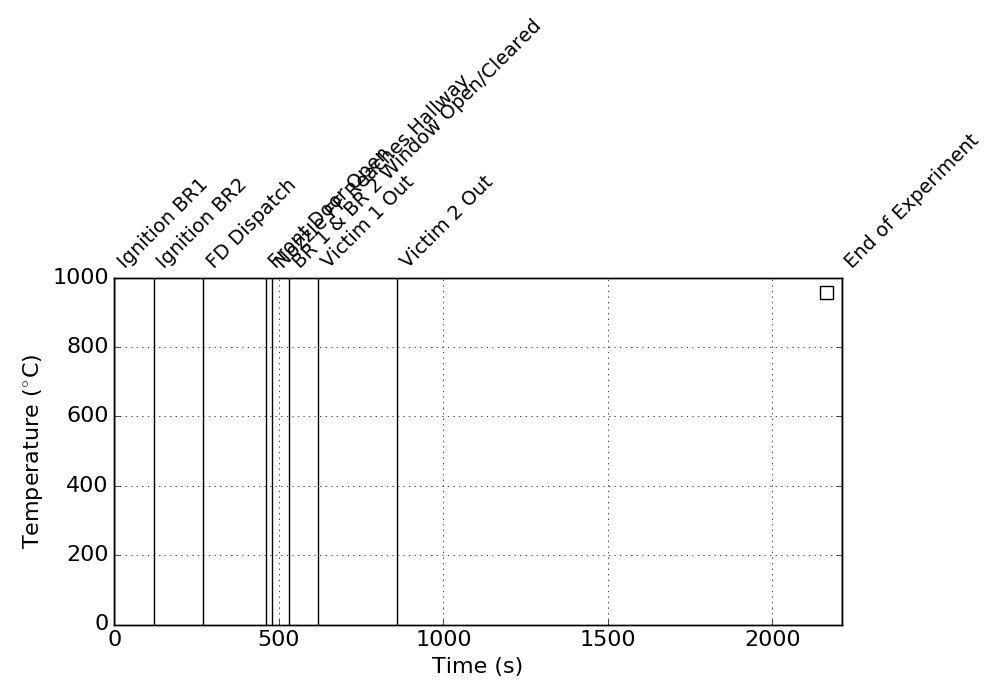 Ignition BR1
Ignition BR2
FD Dispatch
Front Door Open
Nozzle FF Reaches Hallway
BR 1 & BR 2 Window Open/Cleared
Victim 1 Out
Victim 2 Out
End of Experiment
1000
800
600
400
200
0
Temperature (°C)
0 500 1000 1500 2000
Time (s)